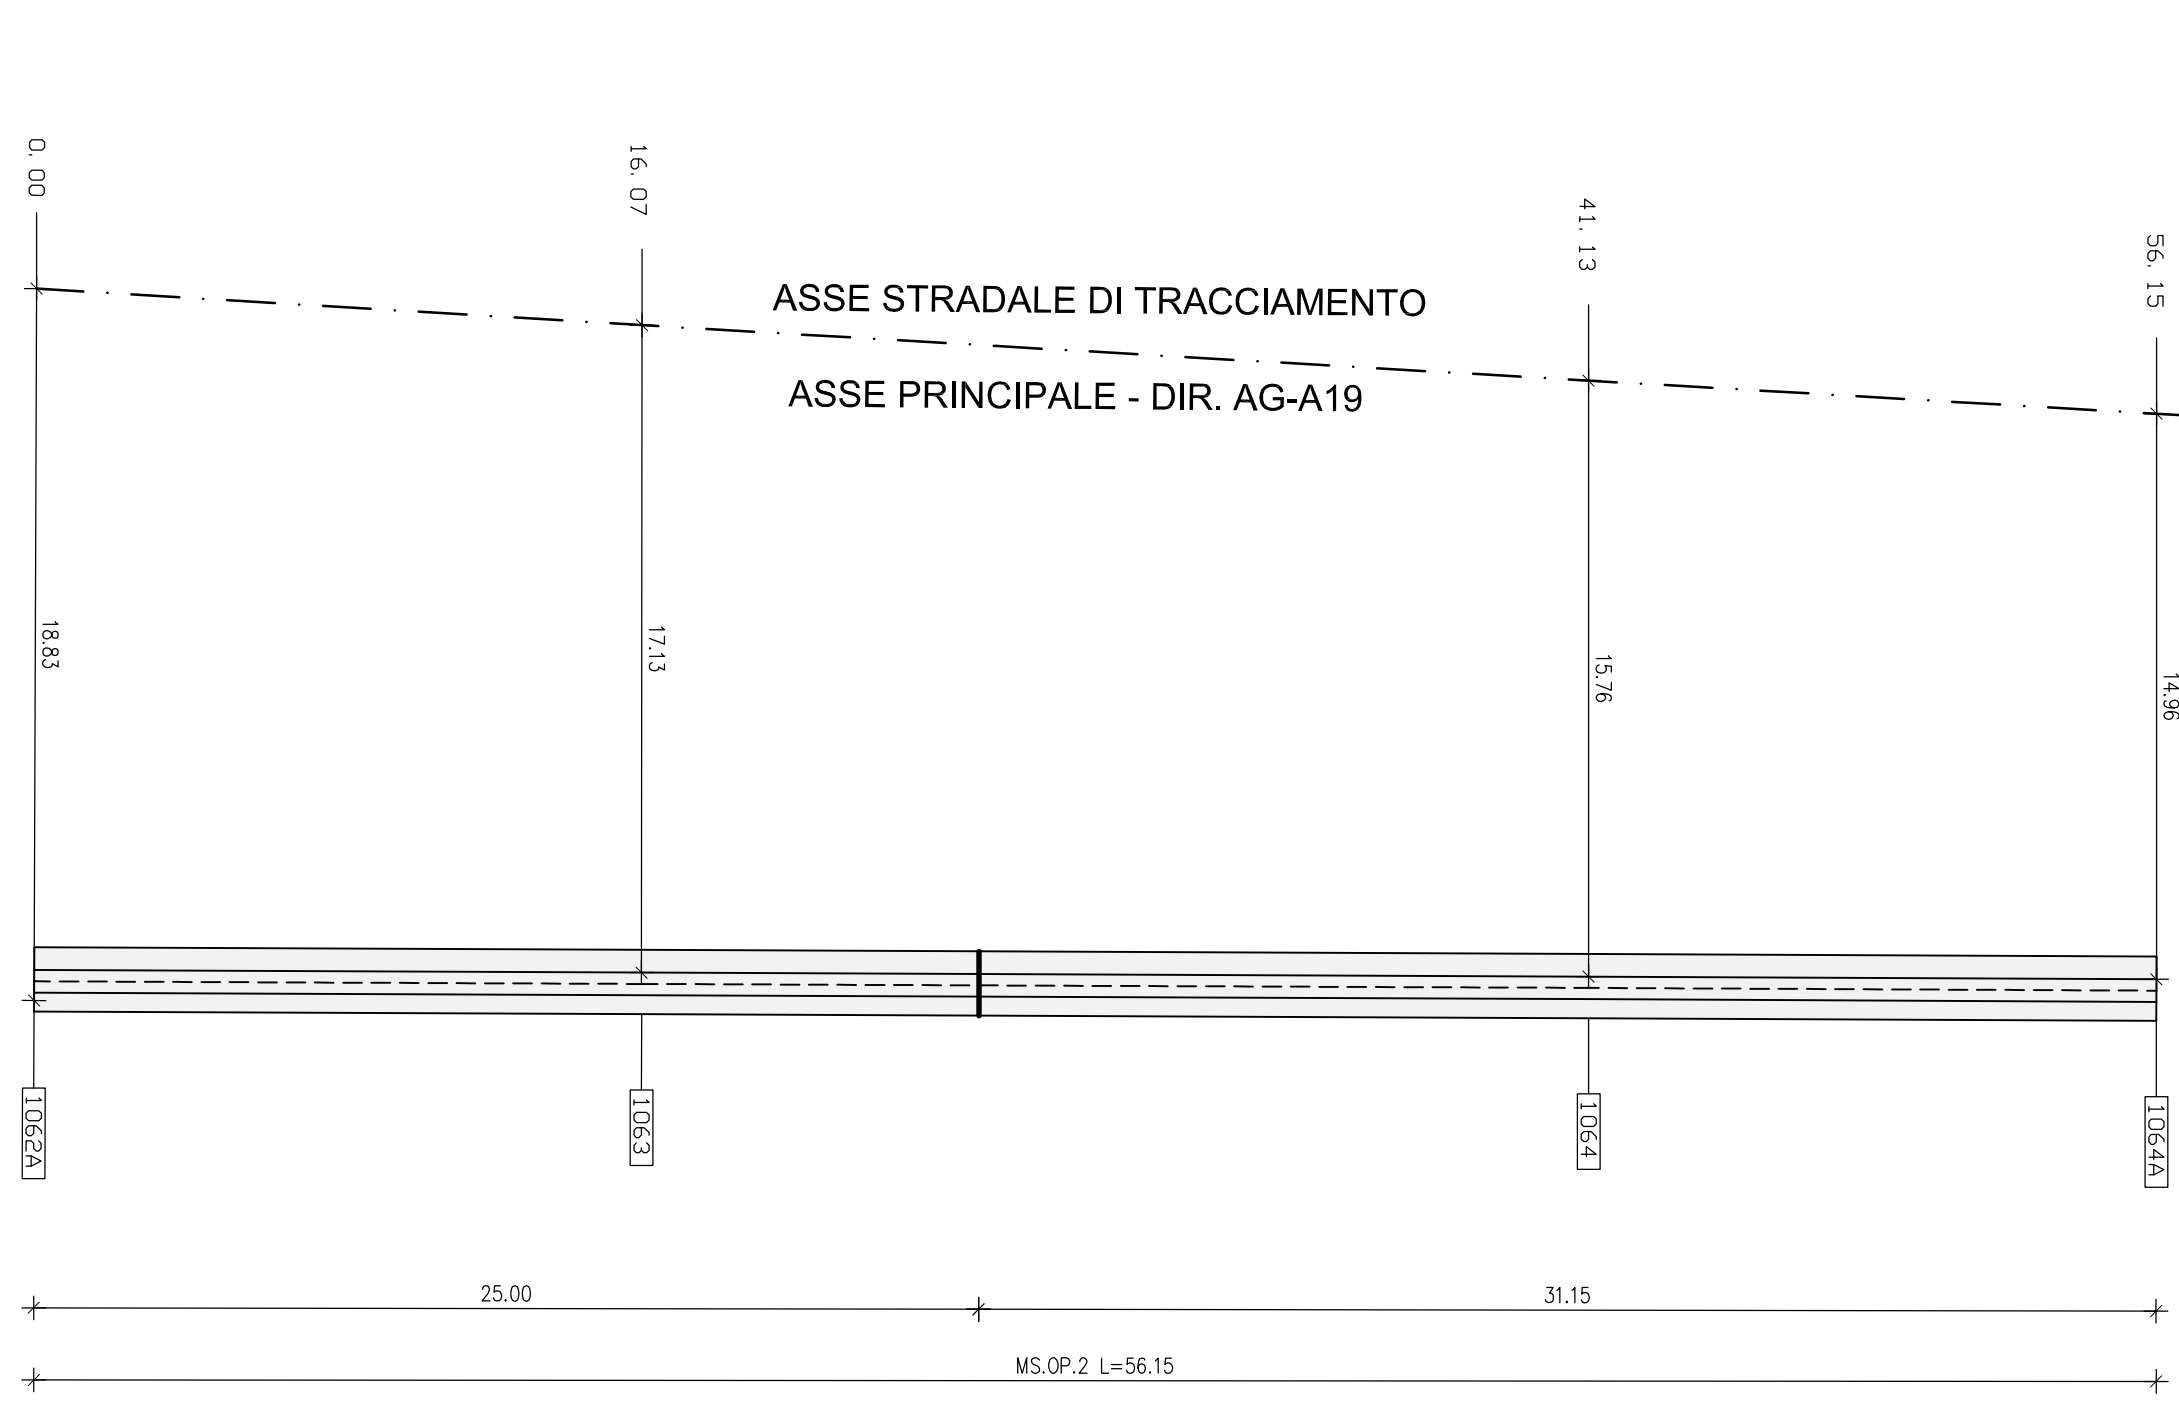 0.00
16.07
41.13
56.15
ASSE STRADALE DI TRACCIAMENTO
ASSE PRINCIPALE - DIR. AG-A19
18.83
17.13
15.76
14.96
1062A
1063
1064
1064A
25.00
31.15
MS.OP.2 L=56.15